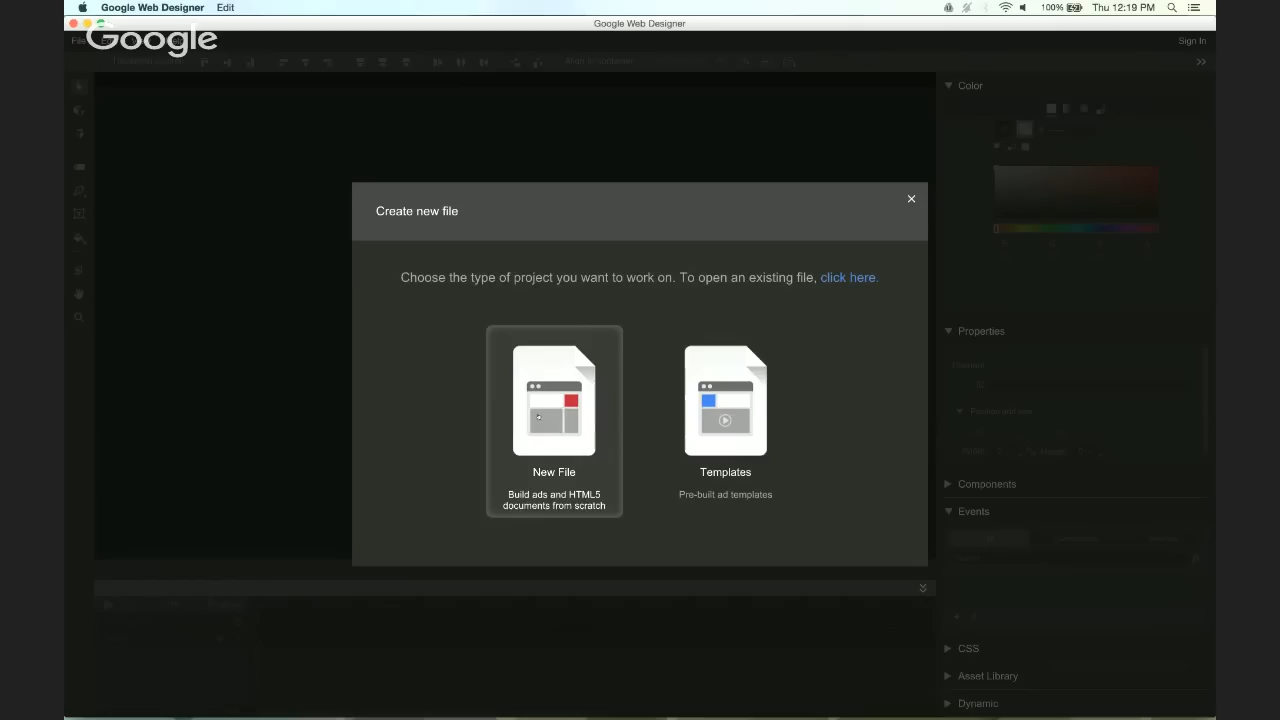 Google Web Designer Edit
100% Thu 12:19 PM
Google Web Designer
Google
File
Sign In
Color
Create new file
Choose the type of project you want to work on. To open an existing file, click here.
New File
Build ads and HTML5
documents from scratch
Templates
Pre-built ad templates
Properties
Components
Events
CSS
Asset Library
Dynamic